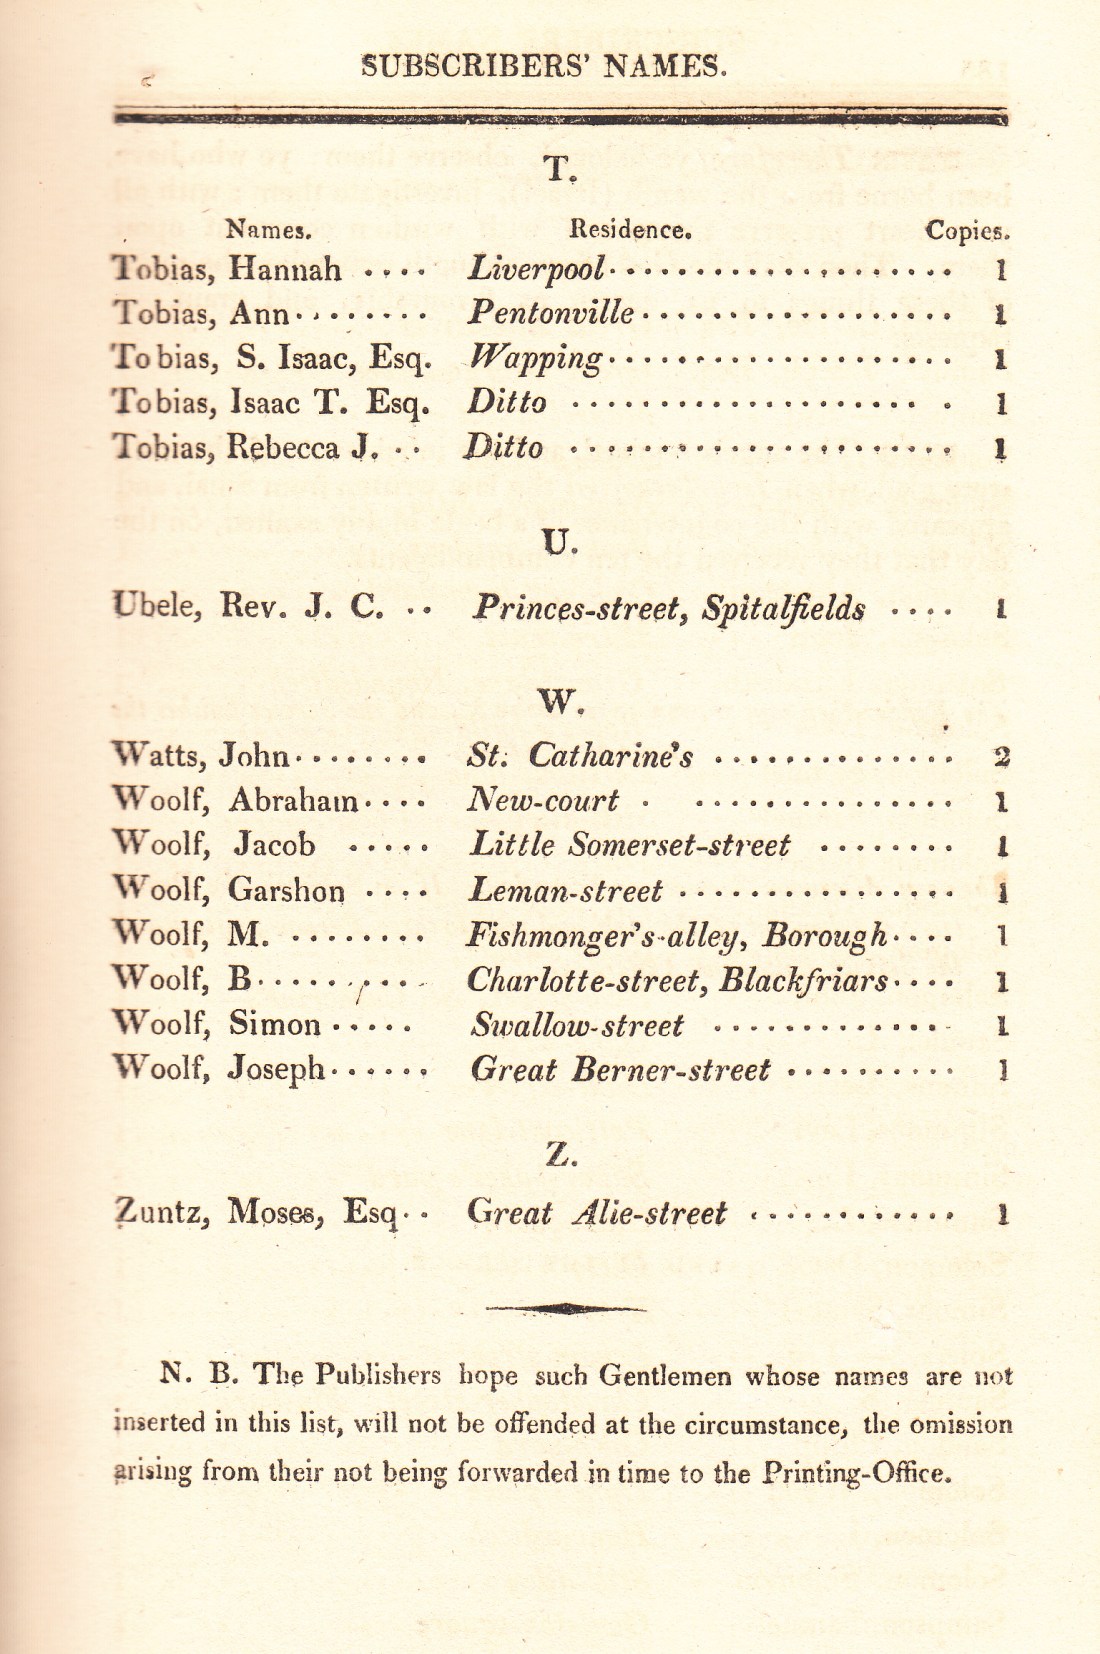 SUBSCRIBERS' NAMES.
T.
Names. Residence. Copies.
Tobias, Hannah .... Liverpool.................... 1
Tobias, Ann........ Pentonville.................. 1
Tobias, S. Isaac, Esq. Wapping.................... 1
Tobias, Isaac T. Esq. Ditto ..................... 1
Tobias, Rebecca J. .. Ditto ...................... 1
U.
Ubele, Rev. J. C. .. Princes-street, Spitalfields .... 1
W.
Watts, John........ St. Catharine's .............. 2
Woolf, Abraham.... New-court . ............... 1
Woolf, Jacob ..... Little Somerset-street ........ 1
Woolf, Garshon .... Leman-street ................ 1
Woolf, M. ........ Fishmonger's-alley, Borough.... 1
Woolf, B.......... Charlotte-street, Blackfriars.... 1
Woolf, Simon ..... Swallow-street .............. 1
Woolf, Joseph...... Great Berner-street .......... 1
Z.
Zuntz, Moses, Esq.. Great Alie-street ............ 1
N. B. The Publishers hope such Gentlemen whose names are not
inserted in this list, will not be offended at the circumstance, the omission
arising from their not being forwarded in time to the Printing-Office.